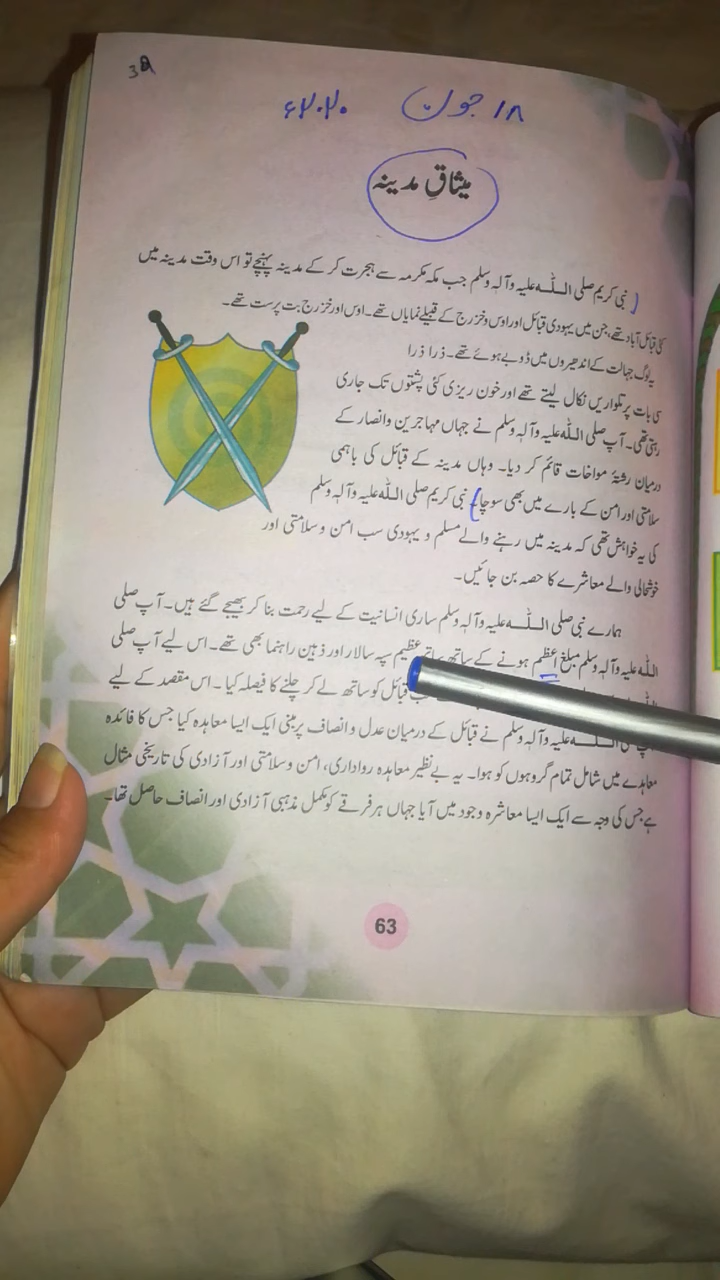 39
۱۸ جون ۲۰۲۰ء
میثاقِ مدینہ
نبی کریم صلی اللہ علیہ وآلہ وسلم جب مکہ مکرمہ سے ہجرت کر کے مدینہ پہنچے تو اس وقت مدینہ میں
کئی قبائل آباد تھے، جن میں یہودی قبائل اور اوس و خزرج کے قبیلے نمایاں تھے۔ اوس اور خزرج بت پرست تھے۔
یہ لوگ جہالت کے اندھیروں میں ڈوبے ہوئے تھے۔ ذرا ذرا
سی بات پر تلواریں نکال لیتے تھے اور خون ریزی کئی پشتوں تک جاری
رہتی تھی۔ آپ صلی اللہ علیہ وآلہ وسلم نے جہاں مہاجرین وانصار کے
درمیان رشتۂ مواخات قائم کر دیا۔ وہاں مدینہ کے قبائل کی باہمی
سلامتی اور امن کے بارے میں بھی سوچا۔ نبی کریم صلی اللہ علیہ وآلہ وسلم
کی یہ خواہش تھی کہ مدینہ میں رہنے والے مسلم و یہودی سب امن و سلامتی اور
خوشحالی والے معاشرے کا حصہ بن جائیں۔
ہمارے نبی صلی اللہ علیہ وآلہ وسلم ساری انسانیت کے لیے رحمت بنا کر بھیجے گئے ہیں۔ آپ صلی
اللہ علیہ وآلہ وسلم مبلغِ اعظم ہونے کے ساتھ ساتھ عظیم سپہ سالار اور ذہین راہنما بھی تھے۔ اس لیے آپ صلی
قبائل کو ساتھ لے کر چلنے کا فیصلہ کیا۔ اس مقصد کے لیے
علیہ وآلہ وسلم نے قبائل کے درمیان عدل و انصاف پر مبنی ایک ایسا معاہدہ کیا جس کا فائدہ
معاہدے میں شامل تمام گروہوں کو ہوا۔ یہ بے نظیر معاہدہ رواداری، امن و سلامتی اور آزادی کی تاریخی مثال
ہے جس کی وجہ سے ایک ایسا معاشرہ وجود میں آیا جہاں ہر فرقے کو مکمل مذہبی آزادی اور انصاف حاصل تھا۔
63